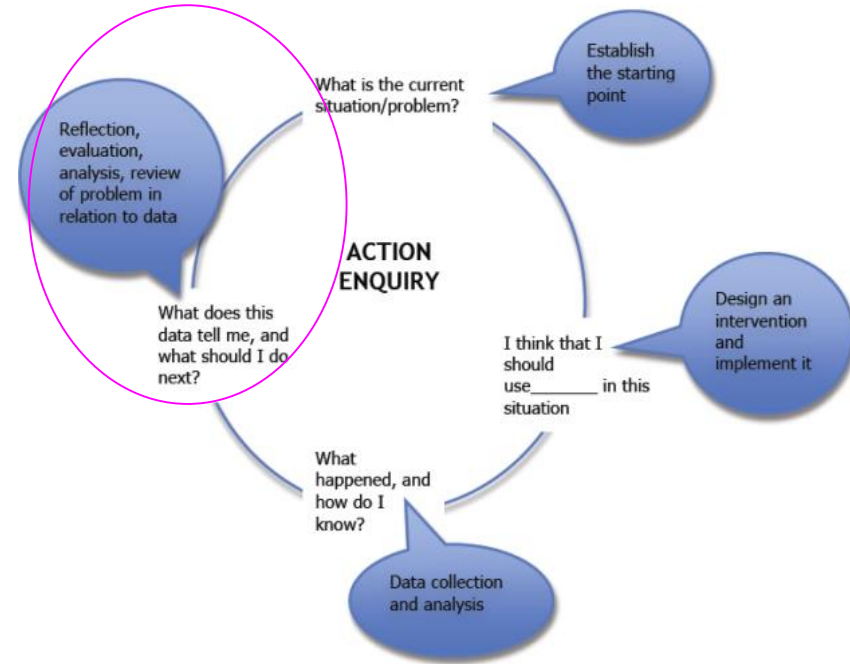 What is the current
situation/problem?
Establish
the starting
point
Reflection,
evaluation,
analysis, review
of problem in
relation to data
ACTION
ENQUIRY
Design an
intervention
and
implement it
What does this
data tell me, and
what should I do
next?
I think that I
should
use_______ in this
situation
What
happened, and
how do I
know?
Data collection
and analysis